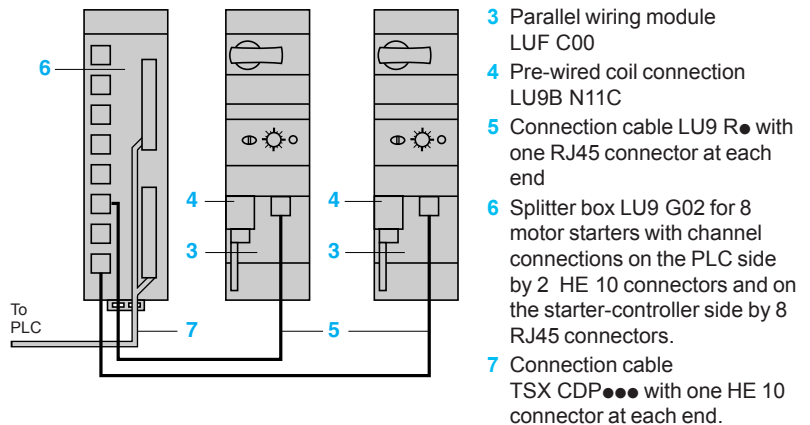 6
4
4
3
3
To
PLC
7
5
3 Parallel wiring module
LUF C00
4 Pre-wired coil connection
LU9B N11C
5 Connection cable LU9 R● with
one RJ45 connector at each
end
6 Splitter box LU9 G02 for 8
motor starters with channel
connections on the PLC side
by 2 HE 10 connectors and on
the starter-controller side by 8
RJ45 connectors.
7 Connection cable
TSX CDP●●● with one HE 10
connector at each end.